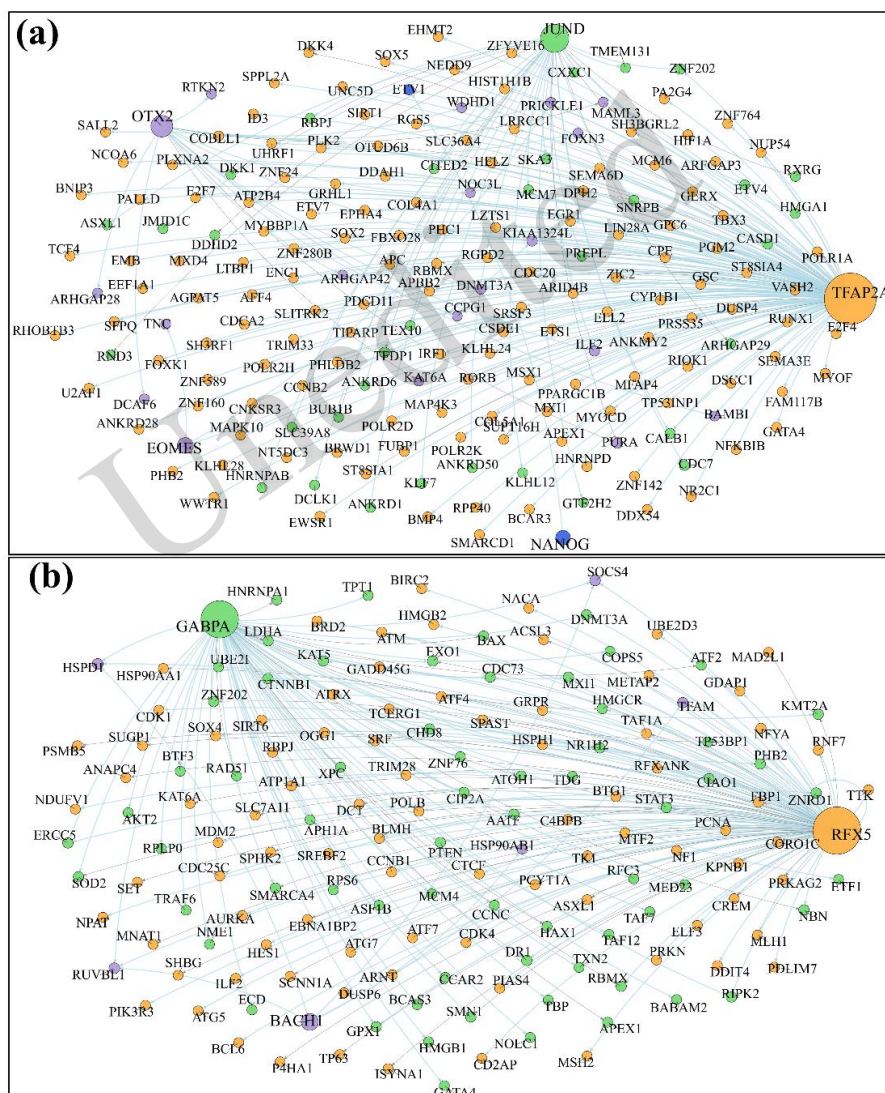 (a)
JUND
EHMT2
ZFYVE16
DKK4
SOX5
TMEM131
NEDD9
CXXC1
ZNF202
SPPL2A
RTKN2
HIST1H1B
ETV1
UNC5D
PRICKLE1
PA2G4
WDHD1
MAML3
OTX2
ID3
SIRT1
RGS5
LRRCC1
SH3BGRL2
ZNF764
RBPJ
FOXN3
SALL2
COBLL1
PLK2
OTUD6B
SLC36A4
HIF1A
NUP54
NCOA6
PLXNA2
UHRF1
CITED2
HELZ
SKA3
SEMA6D
MCM6
ARFGAP3
RXRG
DKK1
ZNF24
DDAH1
BNIP3
PALLD
E2F7
ATP2B4
GRHL1
NOC3L
MCM7
DPH2
GLRX
ETV4
ETV7
EPHA4
COL4A1
LZTS1
EGR1
SNRPB
HMGA1
ASXL1
JMJD1C
MYBBP1A
PHC1
LIN28A
GPC6
TBX3
DDHD2
SOX2
FBXO28
KIAA1324L
CASD1
TCF4
ZNF280B
RGPD2
PREPL
CPE
PGM2
POLR1A
EMB
MXD4
LTBP1
APC
RBMX
ST8SIA4
EEF1A1
ENC1
ARHGAP42
CDC20
ZIC2
GSC
APBB2
DNMT3A
ARID4B
VASH2
ARHGAP28
AGPAT5
AFF4
PDCD11
CCPG1
CYP1B1
TFAP2A
SLITRK2
SRSF3
DUSP4
RHOBTB3
SFPQ
TNC
CDCA2
TIPARP
TEX10
CSDE1
ETS1
ELL2
PRSS35
RUNX1
E2F4
RND3
SH3RF1
TRIM33
TFDP1
IRF1
ILF2
ANKMY2
ARHGAP29
FOXK1
POLR2H
PHLDB2
KLHL24
RIOK1
SEMA3E
ZNF589
CCNB2
ANKRD6
KAT6A
RORB
MSX1
DSCC1
U2AF1
MYOF
DCAF6
ZNF160
CNKSR3
BUB1B
MAP4K3
PPARGC1B
MFAP4
TP53INP1
FAM117B
ANKRD28
MAPK10
SLC39A8
POLR2D
MXI1
MYOCD
BAMBI
GATA4
EOMES
NT5DC3
BRWD1
FUBP1
SUPT16H
APEX1
PURA
CALB1
NFKBIB
KLHL28
ST8SIA1
POLR2K
HNRNPD
CDC7
PHB2
HNRNPAB
ANKRD50
ZNF142
NR2C1
WWTR1
DCLK1
KLF7
KLHL12
GTF2H2
EWSR1
ANKRD1
BMP4
RPP40
BCAR3
DDX54
SMARCD1
NANOG
Unedited
(b)
SOCS4
HNRNPA1
TPT1
BIRC2
NACA
GABPA
LDHA
BRD2
HMGB2
DNMT3A
UBE2D3
ATM
ACSL3
BAX
HSPD1
UBE2I
KAT5
EXO1
COPS5
ATF2
MAD2L1
HSP90AA1
GADD45G
CDC73
METAP2
ZNF202
CTNNB1
MXI1
GDAP1
ATRX
ATF4
GRPR
HMGCR
TFAM
KMT2A
CDK1
TCERG1
SPAST
TAF1A
SUGP1
SOX4
SIRT6
OGG1
SRF
CHD8
TP53BP1
NFYA
PSMB5
RBPJ
HSPH1
NR1H2
PHB2
RNF7
ANAPC4
BTF3
RAD51
TRIM28
ZNF76
RFXANK
XPC
ATOH1
TDG
CIAO1
NDUFV1
KAT6A
ATP1A1
CIP2A
BTG1
FBP1
TTK
SLC7A11
DCT
POLB
STAT3
ZNRD1
AKT2
C4BPB
PCNA
ERCC5
MDM2
APH1A
BLMH
AATF
MTF2
CORO1C
RFX5
RPLP0
PTEN
HSP90AB1
CDC25C
SREBF2
TK1
NF1
SPHK2
CCNB1
CTCF
KPNB1
SOD2
SET
PCYT1A
RFC3
PRKAG2
ETF1
TRAF6
SMARCA4
RPS6
MCM4
MED23
NPAT
ASF1B
CCNC
ASXL1
CREM
NBN
AURKA
TAF7
MNAT1
NME1
EBNA1BP2
ATF7
HAX1
ELF3
CDK4
TAF12
HES1
ATG7
DR1
PRKN
MLH1
RUVBL1
SHBG
TXN2
ILF2
SCNN1A
ARNT
CCAR2
PIAS4
RBMX
DDIT4
PDLIM7
PIK3R3
DUSP6
ECD
BCAS3
BABAM2
RIPK2
ATG5
BACH1
SMN1
TBP
GPX1
APEX1
BCL6
HMGB1
NOLC1
TP63
P4HA1
CD2AP
MSH2
ISYNA1
GATA4